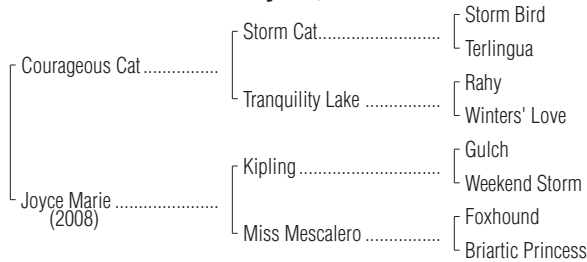 Storm Bird
Storm Cat
Terlingua
Courageous Cat
Rahy
Tranquility Lake
Winters' Love
Gulch
Kipling
Weekend Storm
Joyce Marie
(2008)
Foxhound
Miss Mescalero
Briartic Princess